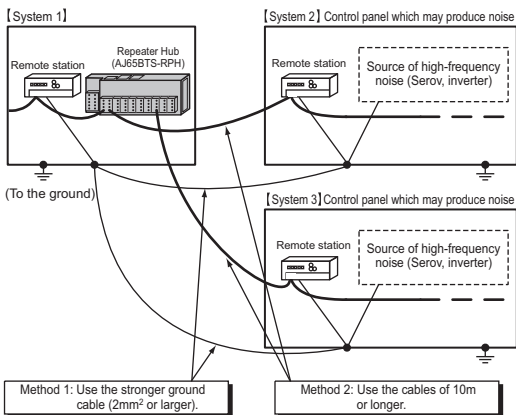 【System 1】
【System 2】Control panel which may produce noise
Repeater Hub
(AJ65BTS-RPH)
Remote station
Remote station
Source of high-frequency
noise (Serov, inverter)
(To the ground)
【System 3】Control panel which may produce noise
Remote station
Source of high-frequency
noise (Serov, inverter)
Method 1: Use the stronger ground
cable (2mm² or larger).
Method 2: Use the cables of 10m
or longer.